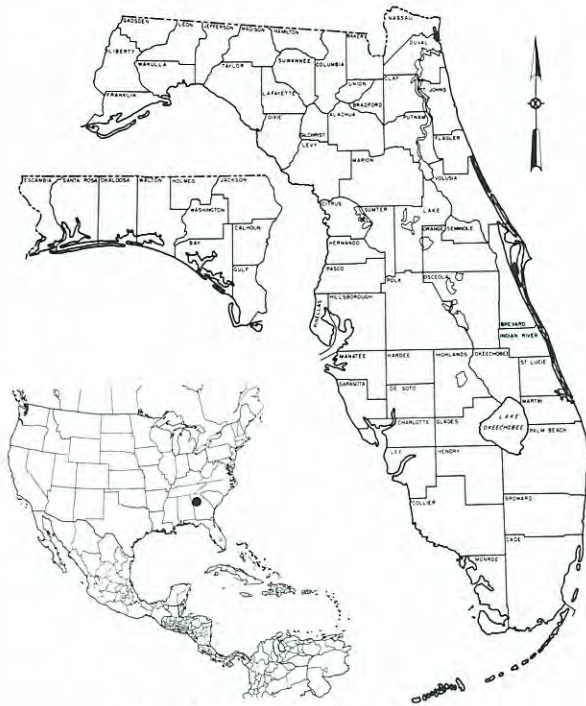 NASSAU
GADSDEN
LEON
JEFFERSON
MADISON
HAMILTON
BAKER
DUVAL
LIBERTY
WAKULLA
TAYLOR
SUWANNEE
COLUMBIA
UNION
CLAY
ST JOHNS
FRANKLIN
LAFAYETTE
BRADFORD
DIXIE
GILCHRIST
ALACHUA
PUTNAM
FLAGLER
LEVY
MARION
VOLUSIA
ESCAMBIA
SANTA ROSA
OKALOOSA
WALTON
HOLMES
JACKSON
WASHINGTON
BAY
CALHOUN
GULF
CITRUS
SUMTER
LAKE
HERNANDO
ORANGE
SEMINOLE
PASCO
POLK
OSCEOLA
PINELLAS
HILLSBOROUGH
BREVARD
INDIAN RIVER
MANATEE
HARDEE
HIGHLANDS
OKEECHOBEE
ST LUCIE
SARASOTA
DE SOTO
MARTIN
CHARLOTTE
GLADES
LAKE
OKEECHOBEE
PALM BEACH
LEE
HENDRY
COLLIER
BROWARD
DADE
MONROE